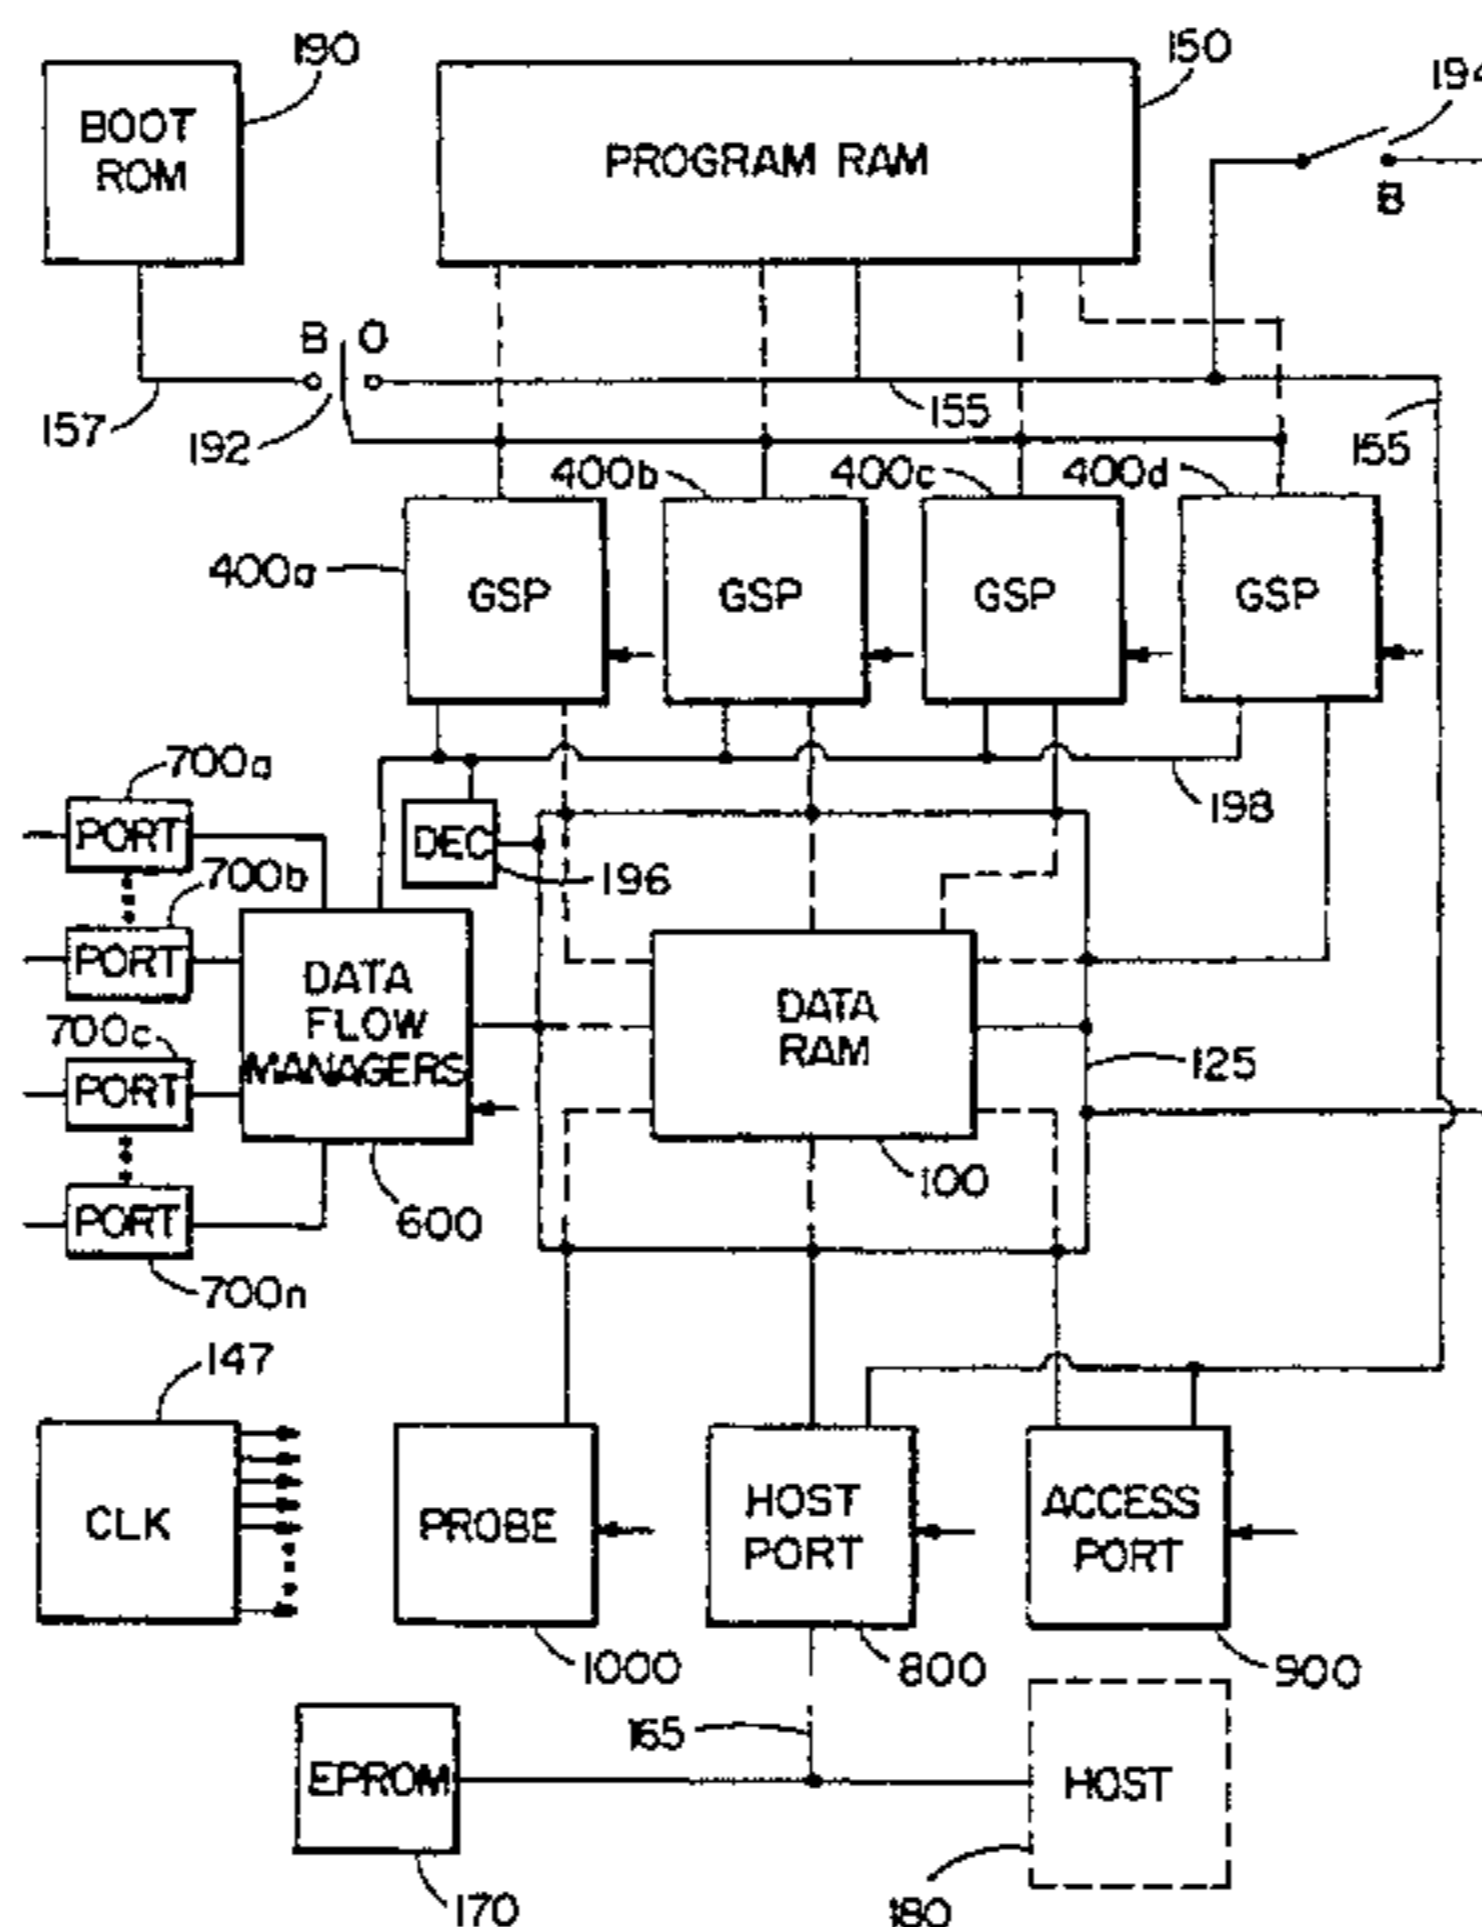 190
150
194
BOOT
ROM
PROGRAM RAM
B
B O
157
192
155
155
400b
400c
400d
400a
GSP
GSP
GSP
GSP
700a
198
PORT
DEC
700b
196
PORT
DATA
FLOW
MANAGERS
DATA
RAM
700c
125
PORT
100
PORT
600
700n
147
CLK
PROBE
HOST
PORT
ACCESS
PORT
1000
800
900
165
EPROM
HOST
170
180